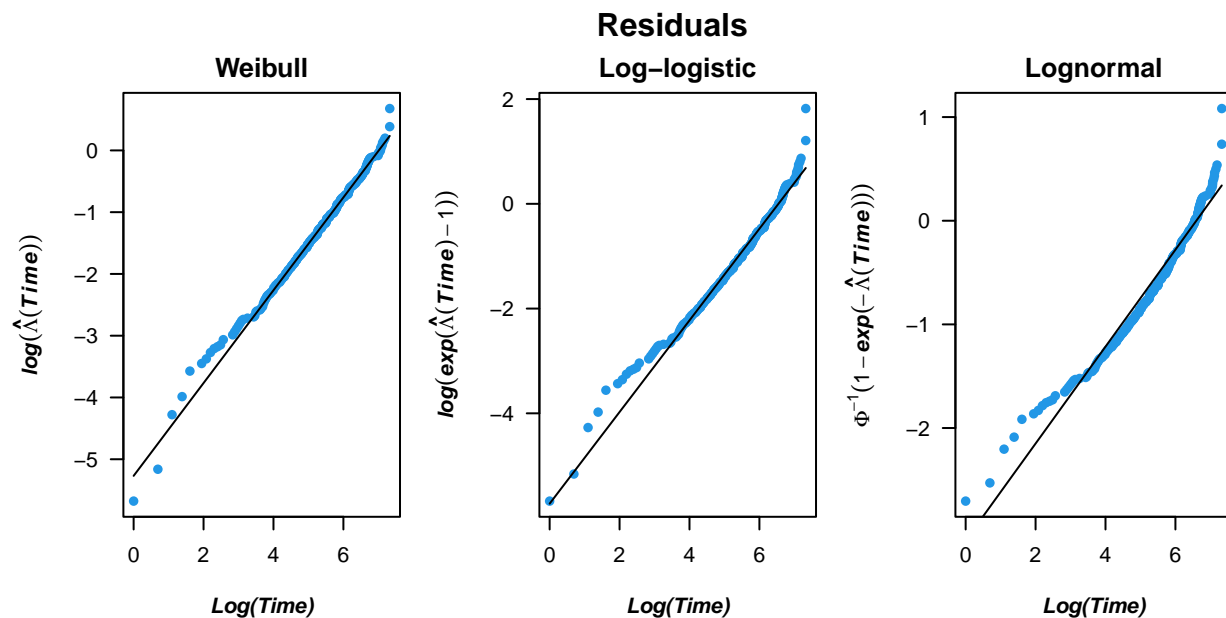 Residuals
Weibull
log(Λ̂(Time))
0
−1
−2
−3
−4
−5
0 2 4 6
Log(Time)
Log−logistic
log(exp(Λ̂(Time)−1))
2
0
−2
−4
0 2 4 6
Log(Time)
Lognormal
Φ⁻¹(1−exp(−Λ̂(Time)))
1
0
−1
−2
0 2 4 6
Log(Time)